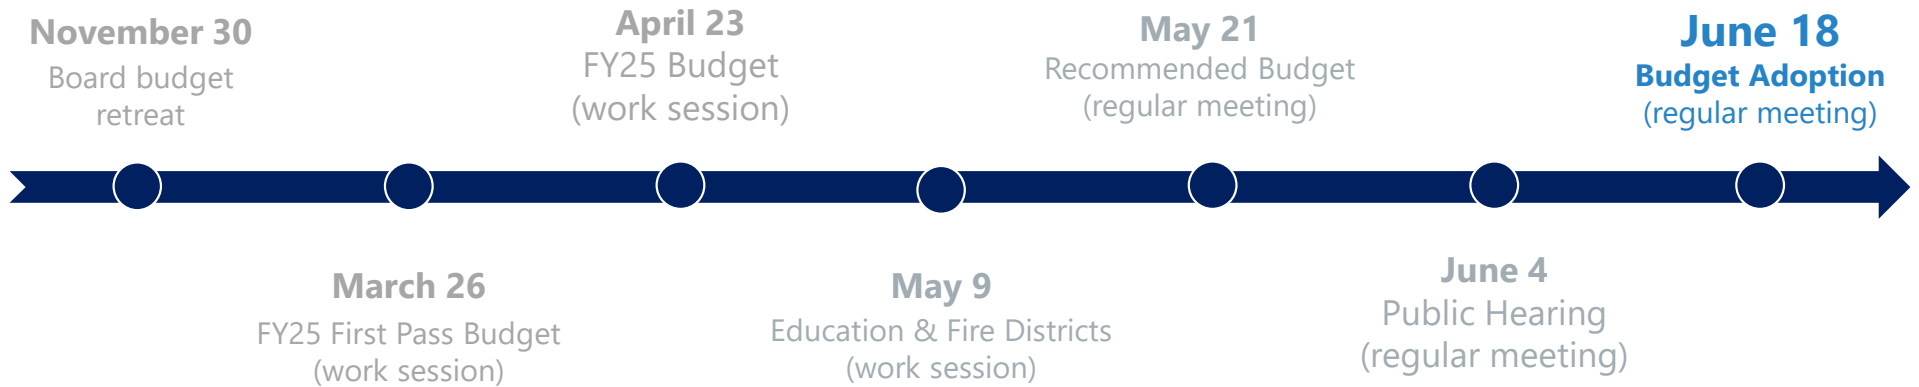 November 30
Board budget
retreat
April 23
FY25 Budget
(work session)
May 21
Recommended Budget
(regular meeting)
June 18
Budget Adoption
(regular meeting)
March 26
FY25 First Pass Budget
(work session)
May 9
Education & Fire Districts
(work session)
June 4
Public Hearing
(regular meeting)